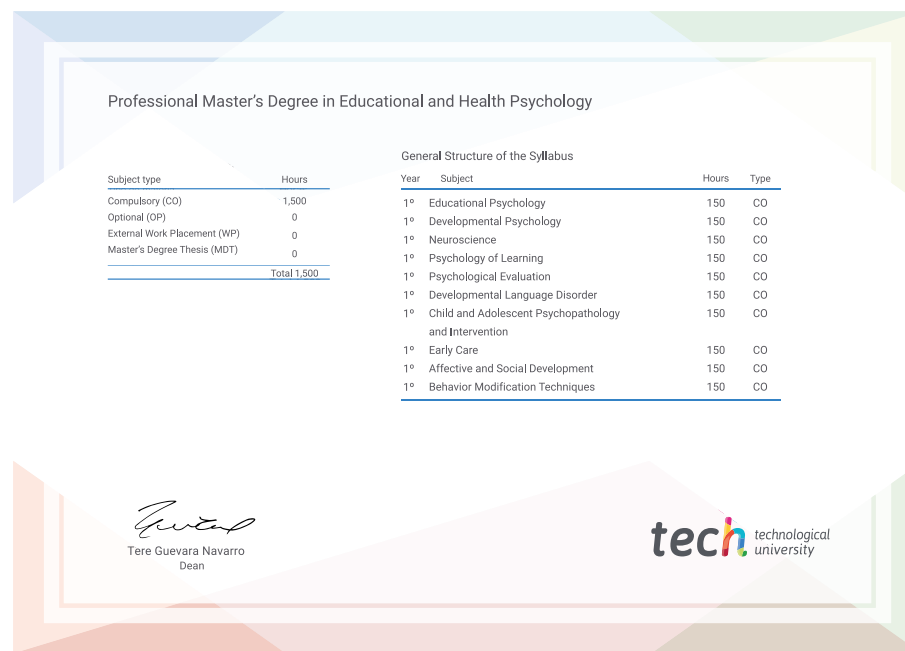 Professional Master's Degree in Educational and Health Psychology
Subject type Hours
Compulsory (CO) 1,500
Optional (OP) 0
External Work Placement (WP) 0
Master's Degree Thesis (MDT) 0
Total 1,500
General Structure of the Syllabus
Year Subject Hours Type
1º Educational Psychology 150 CO
1º Developmental Psychology 150 CO
1º Neuroscience 150 CO
1º Psychology of Learning 150 CO
1º Psychological Evaluation 150 CO
1º Developmental Language Disorder 150 CO
1º Child and Adolescent Psychopathology 150 CO
and Intervention
1º Early Care 150 CO
1º Affective and Social Development 150 CO
1º Behavior Modification Techniques 150 CO
Tere Guevara Navarro
Dean
tech technological
university